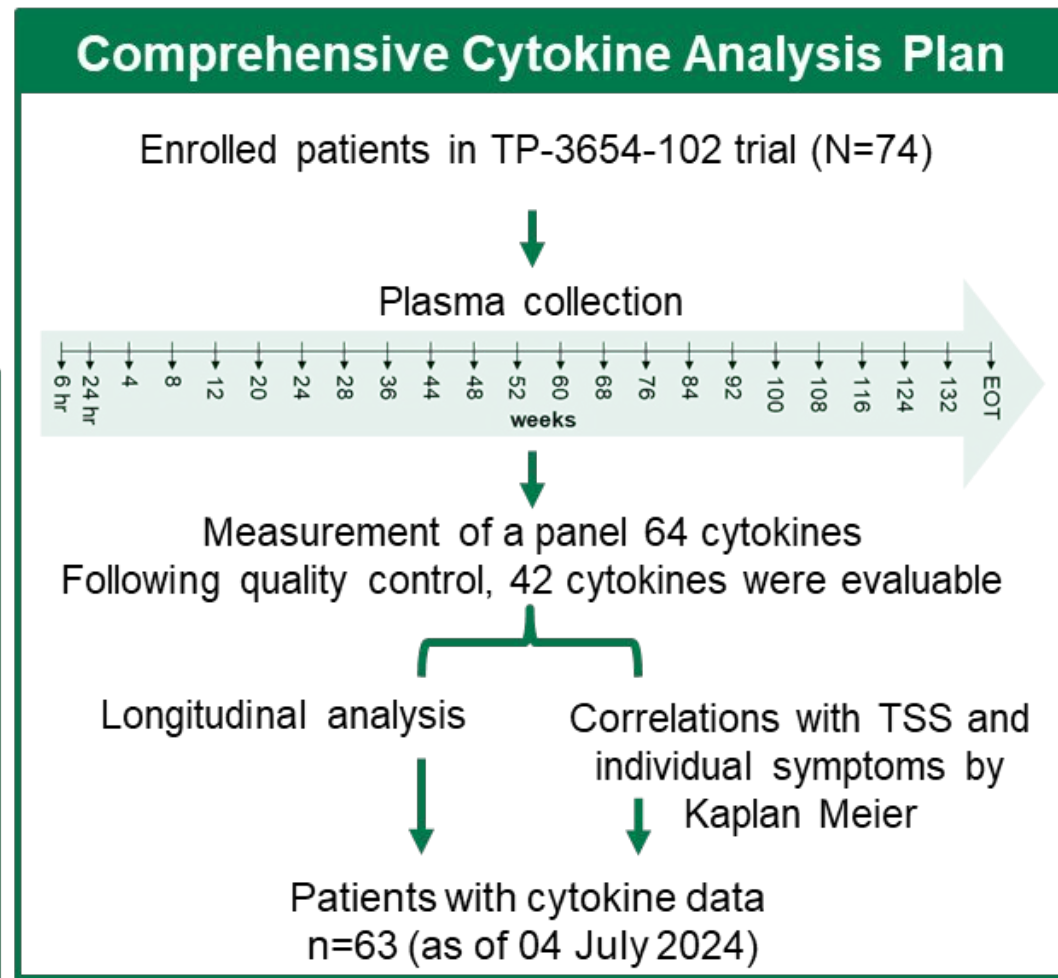 Comprehensive Cytokine Analysis Plan
Enrolled patients in TP-3654-102 trial (N=74)
Plasma collection
6 hr
24 hr
4
8
12
20
24
28
36
44
48
52
60
68
76
84
92
100
108
116
124
132
EOT
weeks
Measurement of a panel 64 cytokines
Following quality control, 42 cytokines were evaluable
Longitudinal analysis
Correlations with TSS and
individual symptoms by
Kaplan Meier
Patients with cytokine data
n=63 (as of 04 July 2024)